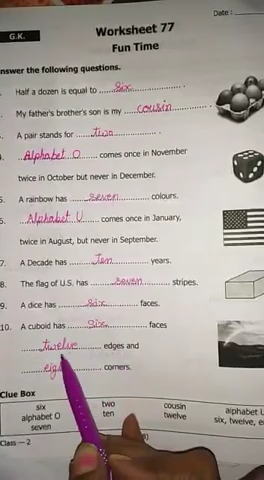 Date :
G.K.
Worksheet 77
Fun Time
nswer the following questions.
Half a dozen is equal to six .
My father's brother's son is my cousin .
A pair stands for two .
Alphabet O comes once in November
twice in October but never in December.
A rainbow has seven colours.
Alphabet U comes once in January,
twice in August, but never in September.
7. A Decade has Ten years.
8. The flag of U.S. has seven stripes.
9. A dice has six faces.
10. A cuboid has six faces
twelve edges and
corners.
Clue Box
six two cousin alphabet
alphabet O ten twelve six, twelve,
seven
Class — 2